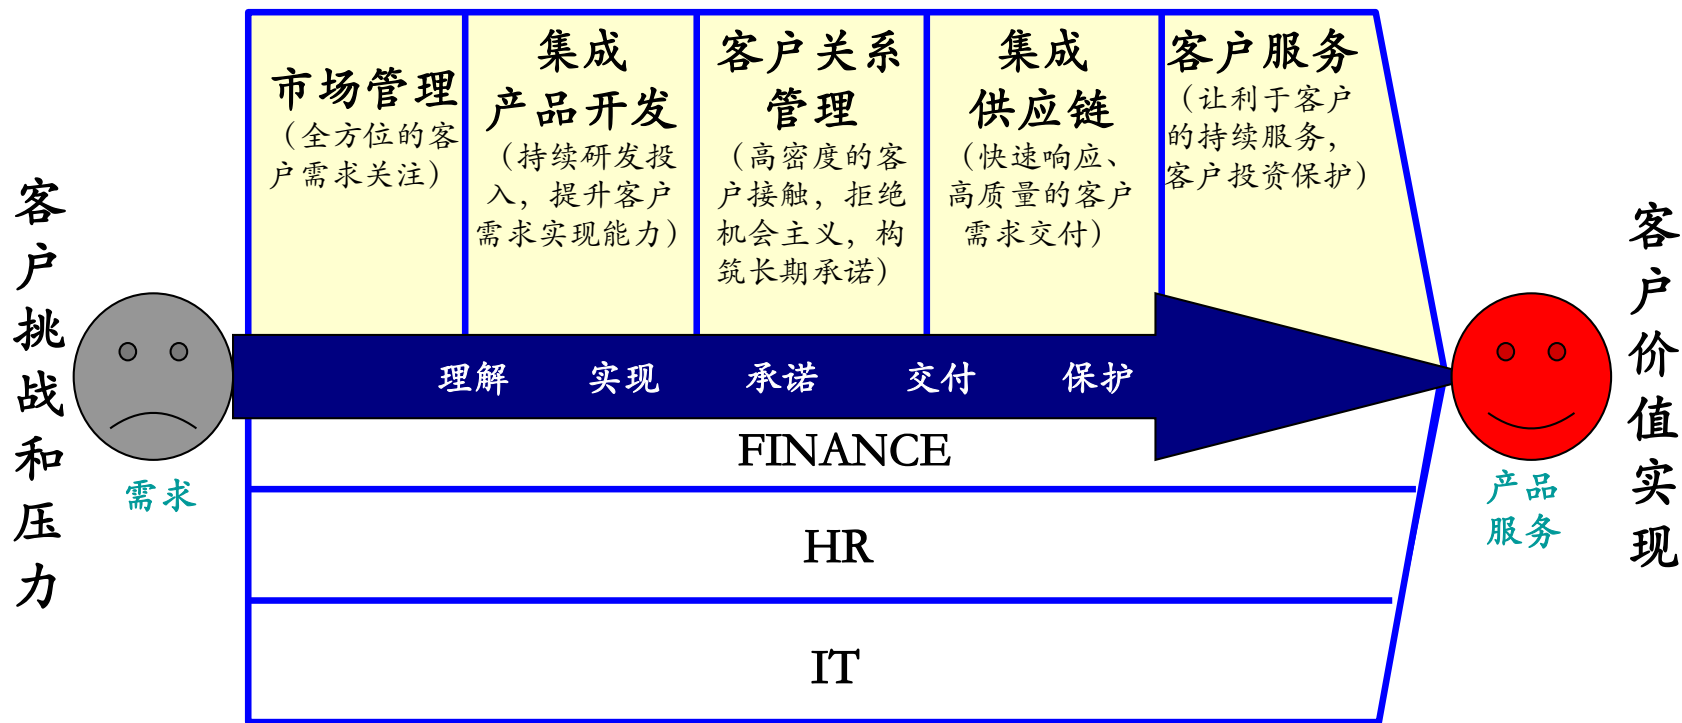 客
户
挑
战
和
压
力
需求
市场管理
（全方位的客
户需求关注）
集成
产品开发
（持续研发投
入，提升客户
需求实现能力）
客户关系
管理
（高密度的客
户接触，拒绝
机会主义，构
筑长期承诺）
集成
供应链
（快速响应、
高质量的客户
需求交付）
客户服务
（让利于客户
的持续服务，
客户投资保护）
理解 实现 承诺 交付 保护
FINANCE
HR
IT
产品
服务
客
户
价
值
实
现